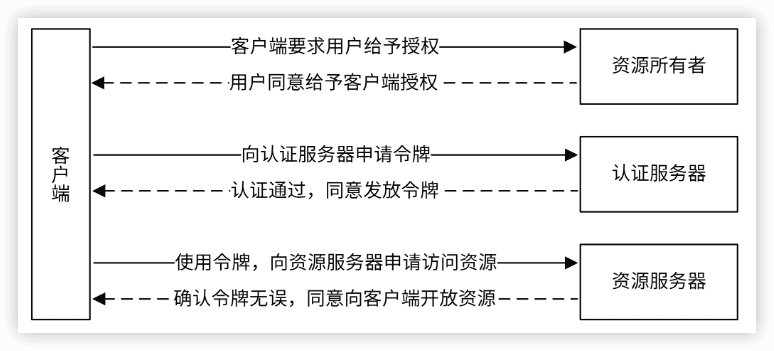 客户端
客户端要求用户给予授权
用户同意给予客户端授权
资源所有者
向认证服务器申请令牌
认证通过，同意发放令牌
认证服务器
使用令牌，向资源服务器申请访问资源
确认令牌无误，同意向客户端开放资源
资源服务器